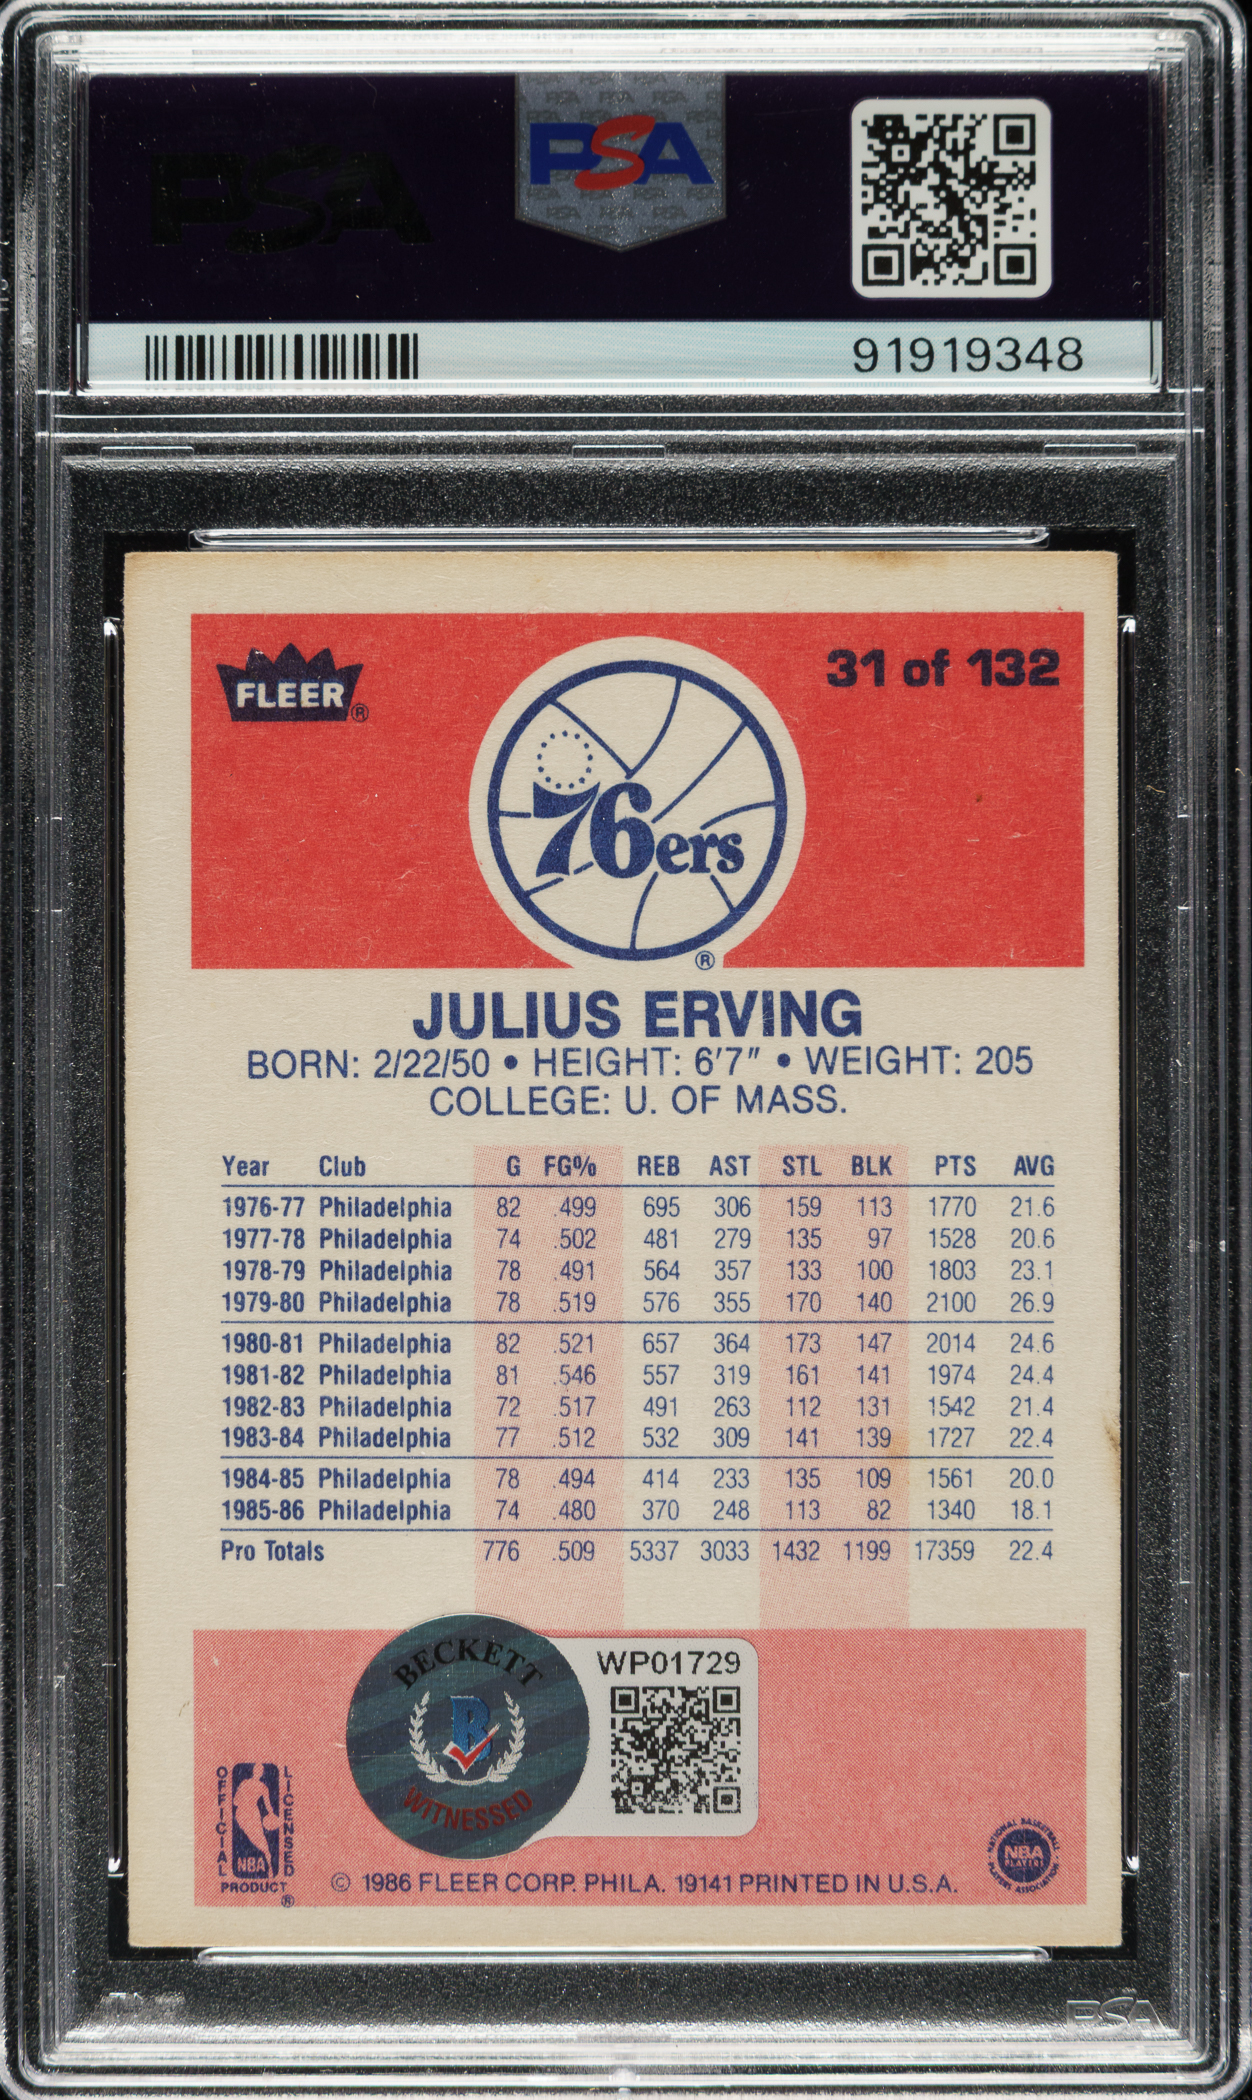 PSA
PSA
91919348
FLEER®
31 of 132
76ers
®
JULIUS ERVING
BORN: 2/22/50 • HEIGHT: 6'7" • WEIGHT: 205
COLLEGE: U. OF MASS.
Year Club G FG% REB AST STL BLK PTS AVG
1976-77 Philadelphia 82 .499 695 306 159 113 1770 21.6
1977-78 Philadelphia 74 .502 481 279 135 97 1528 20.6
1978-79 Philadelphia 78 .491 564 357 133 100 1803 23.1
1979-80 Philadelphia 78 .519 576 355 170 140 2100 26.9
1980-81 Philadelphia 82 .521 657 364 173 147 2014 24.6
1981-82 Philadelphia 81 .546 557 319 161 141 1974 24.4
1982-83 Philadelphia 72 .517 491 263 112 131 1542 21.4
1983-84 Philadelphia 77 .512 532 309 141 139 1727 22.4
1984-85 Philadelphia 78 .494 414 233 135 109 1561 20.0
1985-86 Philadelphia 74 .480 370 248 113 82 1340 18.1
Pro Totals 776 .509 5337 3033 1432 1199 17359 22.4
BECKETT
B
WITNESSED
WP01729
OFFICIAL
LICENSED
NBA
PRODUCT
®
© 1986 FLEER CORP. PHILA. 19141 PRINTED IN U.S.A.
NATIONAL BASKETBALL
NBA
PLAYERS
PLAYERS ASSOCIATION
PSA